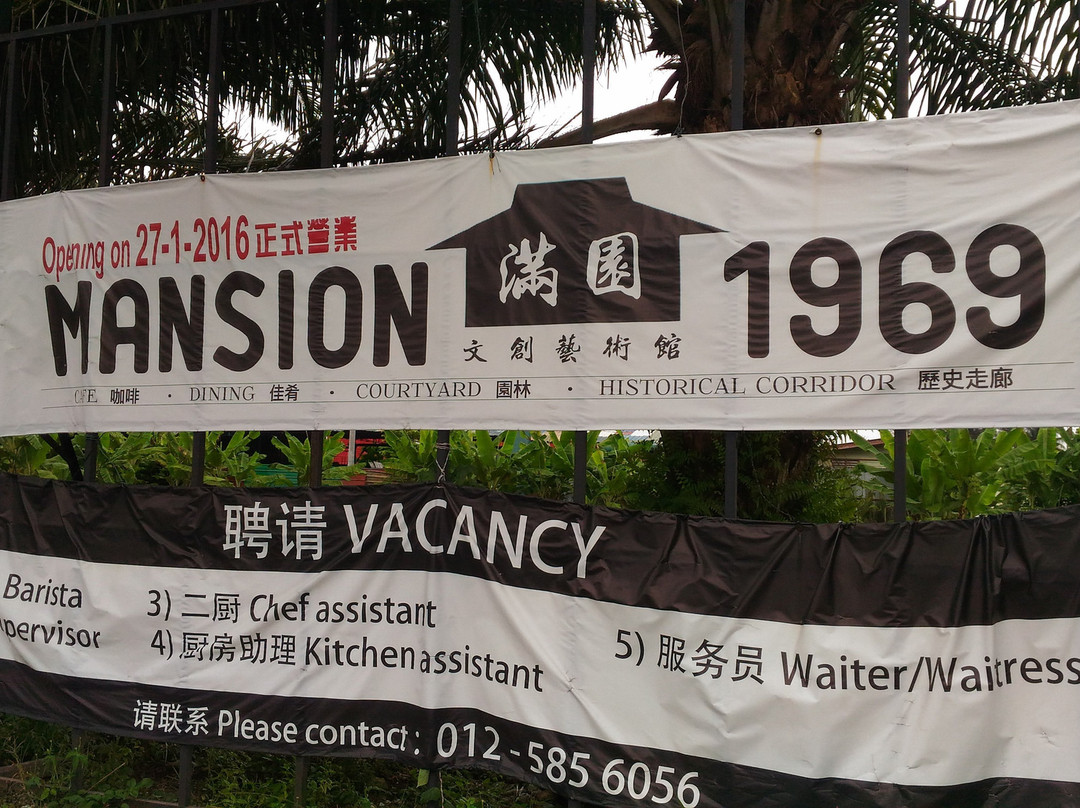 Opening on 27-1-2016 正式營業
MANSION 滿園 1969
文創藝術館
CAFE 咖啡 · DINING 佳肴 · COURTYARD 園林 · HISTORICAL CORRIDOR 歷史走廊
聘请 VACANCY
Barista
3) 二厨 Chef assistant
4) 厨房助理 Kitchen assistant
5) 服务员 Waiter/Waitress
请联系 Please contact : 012-585 6056